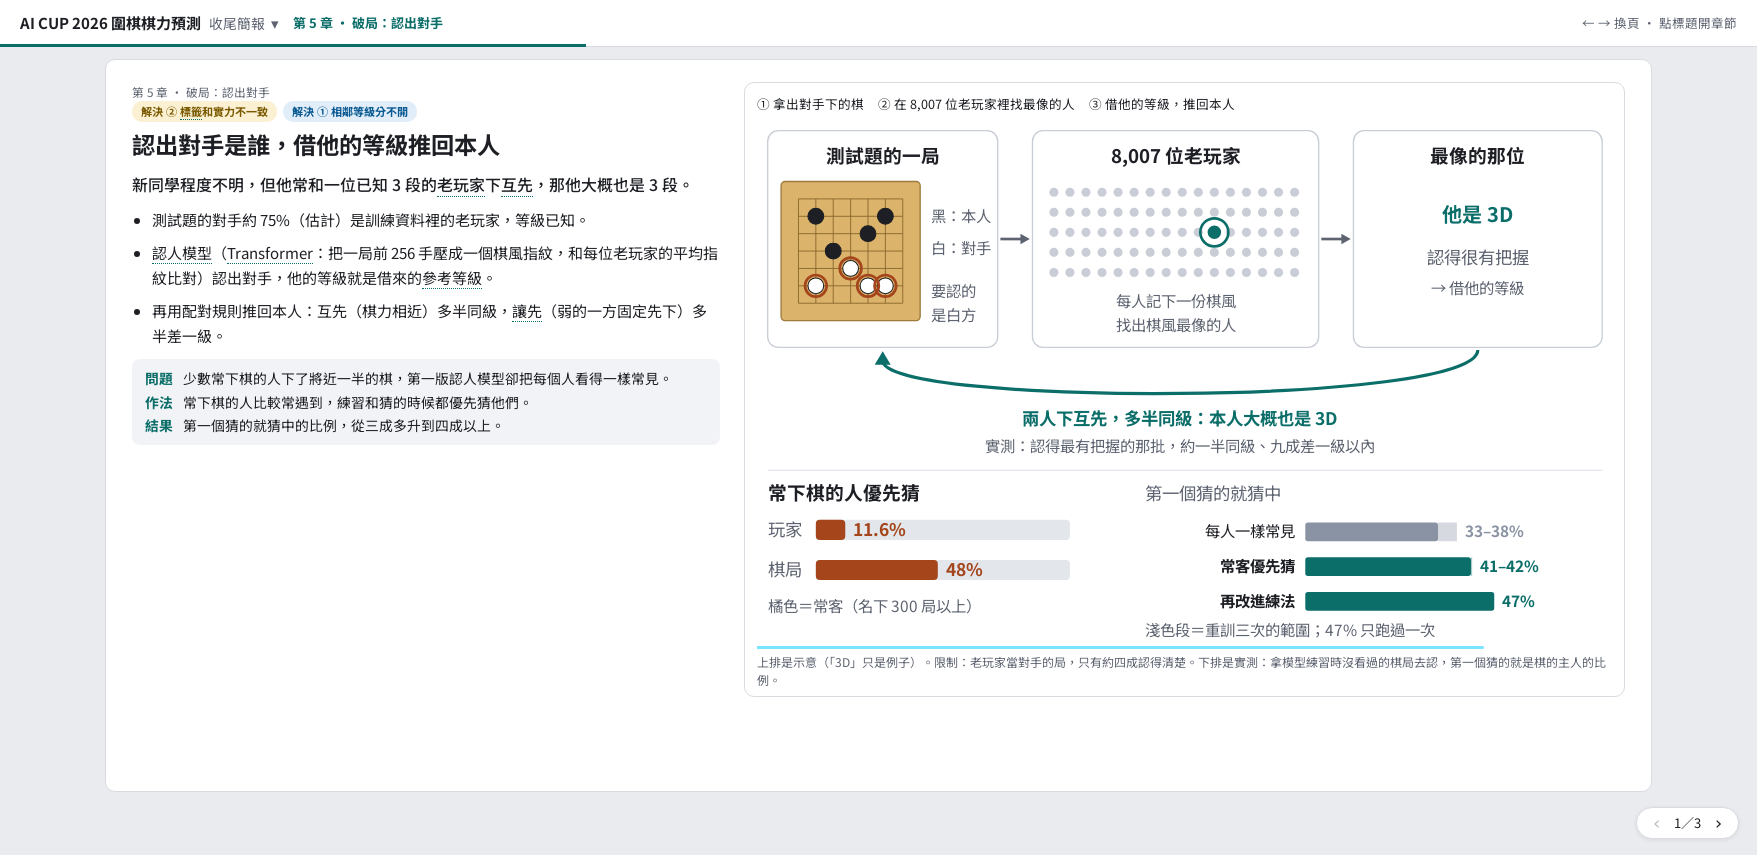 AI CUP 2026 圍棋棋力預測 收尾簡報 ▼ 第 5 章 · 破局：認出對手
← → 換頁 · 點標題開章節
第 5 章 · 破局：認出對手
解決 ② 標籤和實力不一致 解決 ① 相鄰等級分不開
認出對手是誰，借他的等級推回本人
新同學程度不明，但他常和一位已知 3 段的老玩家下互先，那他大概也是 3 段。
• 測試題的對手約 75%（估計）是訓練資料裡的老玩家，等級已知。
• 認人模型（Transformer：把一局前 256 手壓成一個棋風指紋，和每位老玩家的平均指
紋比對）認出對手，他的等級就是借來的參考等級。
• 再用配對規則推回本人：互先（棋力相近）多半同級，讓先（弱的一方固定先下）多
半差一級。
問題 少數常下棋的人下了將近一半的棋，第一版認人模型卻把每個人看得一樣常見。
作法 常下棋的人比較常遇到，練習和猜的時候都優先猜他們。
結果 第一個猜的就猜中的比例，從三成多升到四成以上。
① 拿出對手下的棋 ② 在 8,007 位老玩家裡找最像的人 ③ 借他的等級，推回本人
測試題的一局
黑：本人
白：對手
要認的
是白方
8,007 位老玩家
每人記下一份棋風
找出棋風最像的人
最像的那位
他是 3D
認得很有把握
→ 借他的等級
兩人下互先，多半同級：本人大概也是 3D
實測：認得最有把握的那批，約一半同級、九成差一級以內
常下棋的人優先猜
玩家 11.6%
棋局 48%
橘色＝常客（名下 300 局以上）
第一個猜的就猜中
每人一樣常見 33–38%
常客優先猜 41–42%
再改進練法 47%
淺色段＝重訓三次的範圍；47% 只跑過一次
上排是示意（「3D」只是例子）。限制：老玩家當對手的局，只有約四成認得清楚。下排是實測：拿模型練習時沒看過的棋局去認，第一個猜的就是棋的主人的比
例。
‹ 1／3 ›